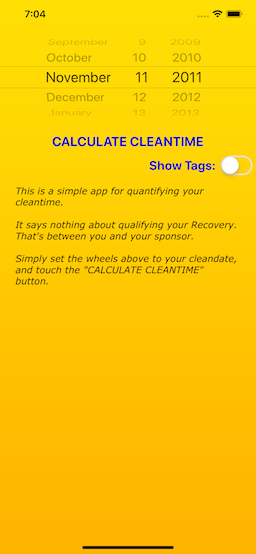 7:04
September 9 2009
October 10 2010
November 11 2011
December 12 2012
January 13 2013
CALCULATE CLEANTIME
Show Tags:
This is a simple app for quantifying your
cleantime.
It says nothing about qualifying your Recovery.
That's between you and your sponsor.
Simply set the wheels above to your cleandate,
and touch the "CALCULATE CLEANTIME"
button.